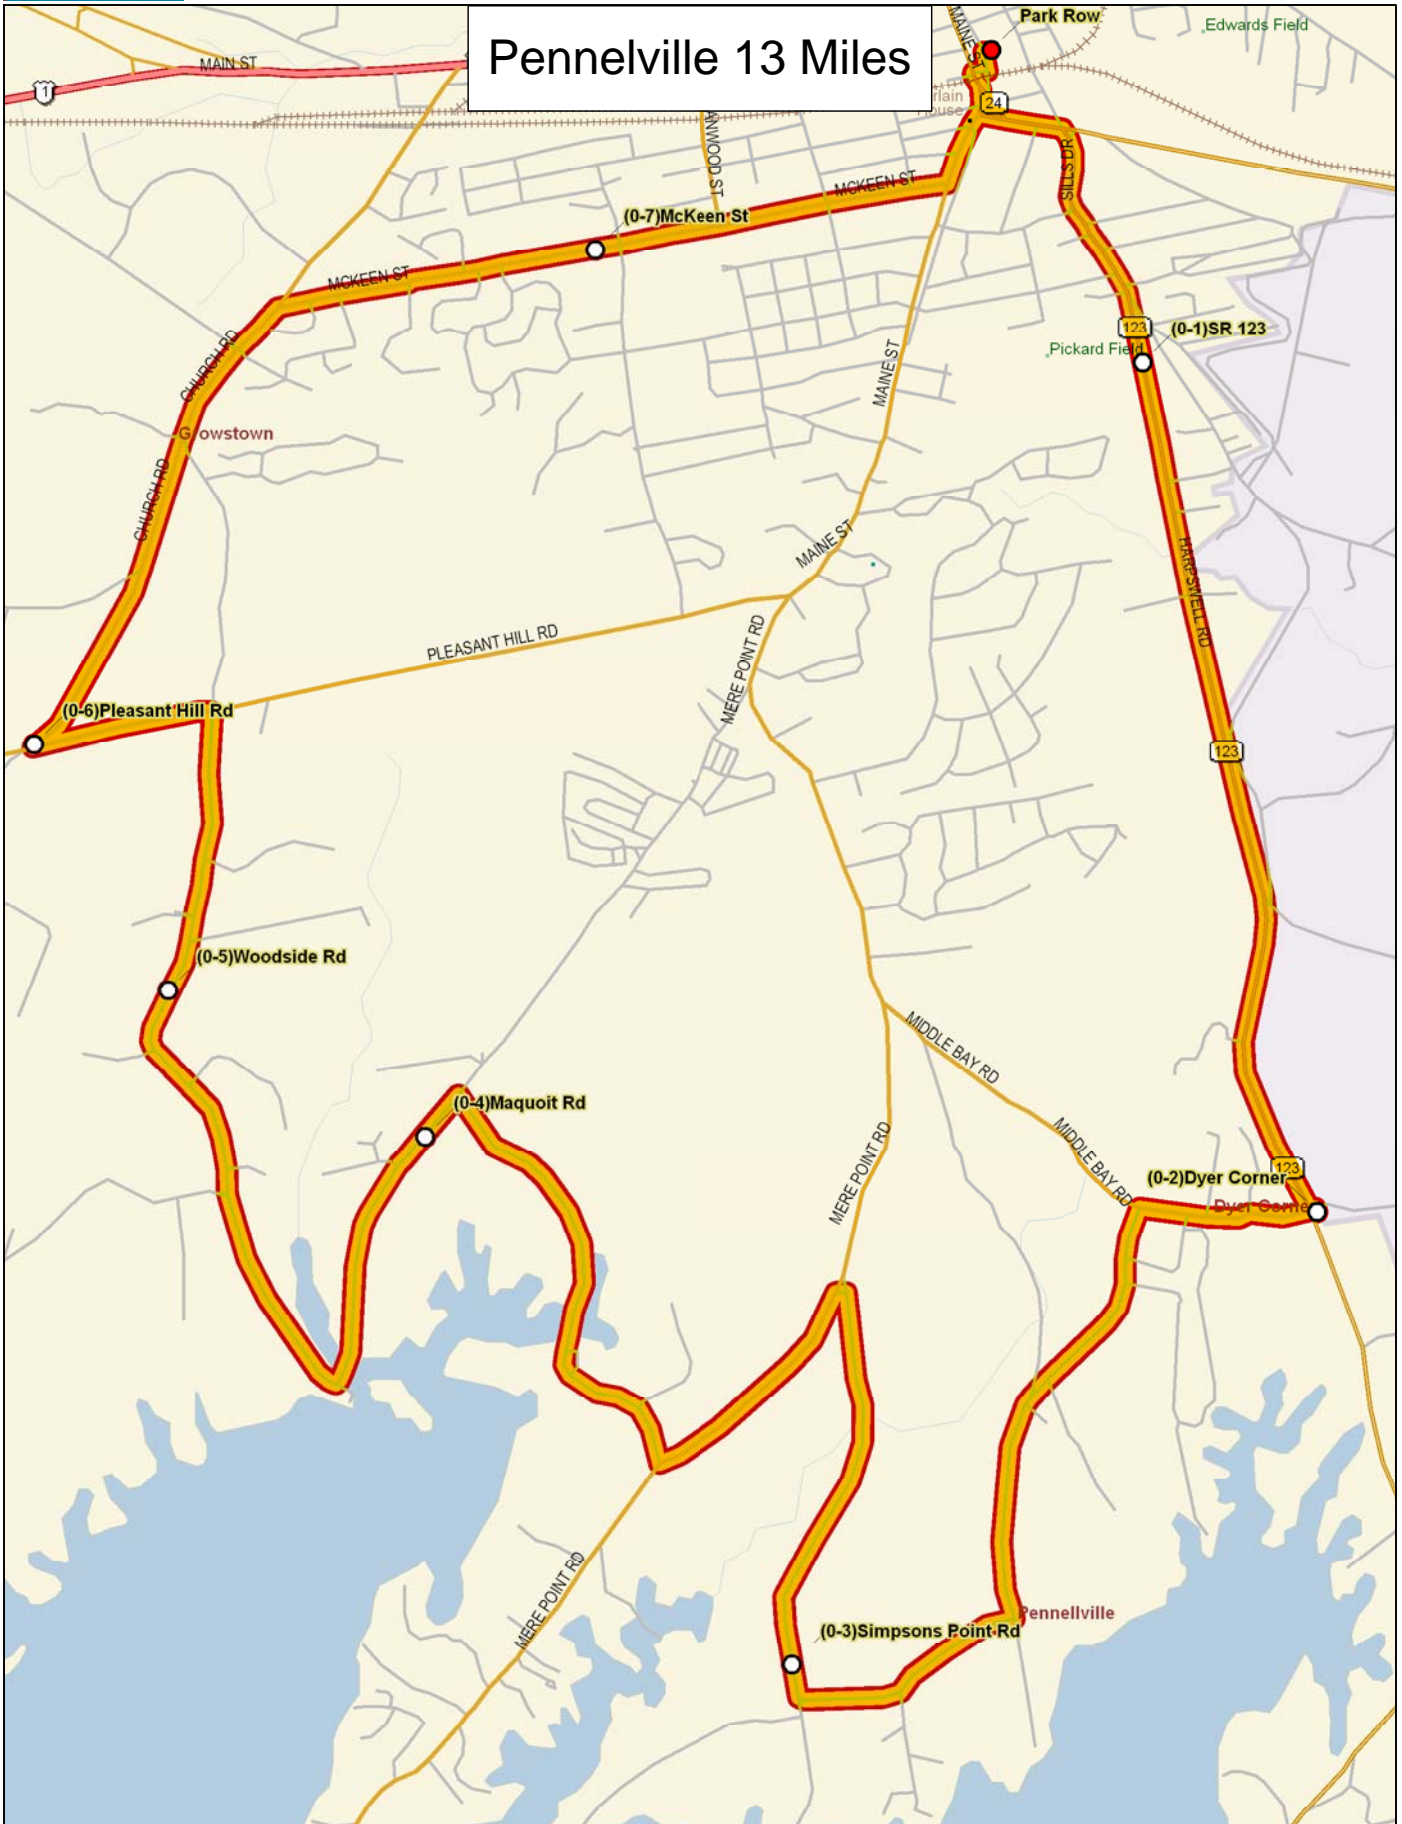 Pennelville 13 Miles
Park Row
Edwards Field
MAINE ST
MAIN ST
1
24
House
MCKEEN ST
SILLS DR
(0-7)McKeen St
MCKEEN ST
123
(0-1)SR 123
Pickard Field
CHURCH RD
MAINE ST
CHURCH RD
MAINE ST
HARPSWELL RD
PLEASANT HILL RD
MERE POINT RD
(0-6)Pleasant Hill Rd
123
(0-5)Woodside Rd
MIDDLE BAY RD
(0-4)Maquoit Rd
MERE POINT RD
MIDDLE BAY RD
123
(0-2)Dyer Corner
MERE POINT RD
Pennellville
(0-3)Simpsons Point Rd